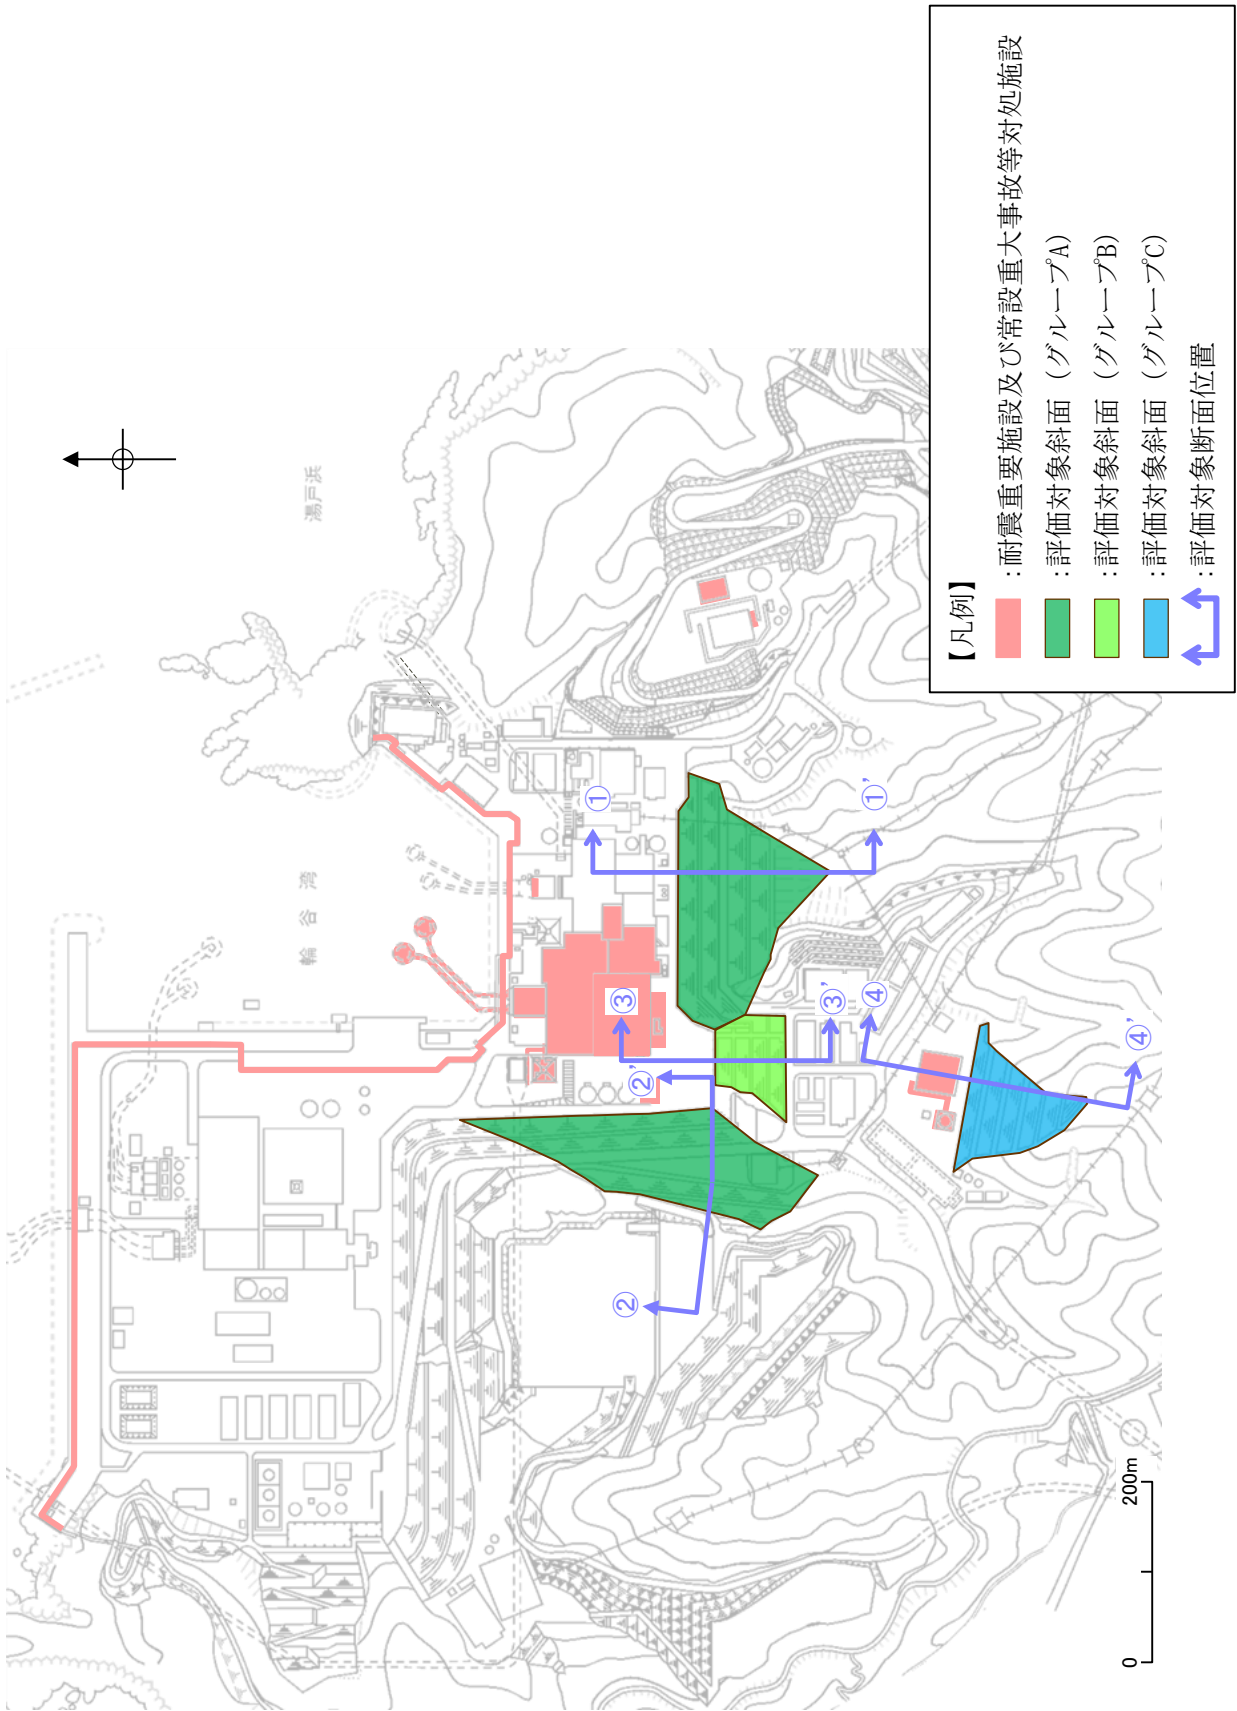 湯戸浜
輪谷湾
①
①’
②
②’
③
③’
④
④’
0
200m
【凡例】
：耐震重要施設及び常設重大事故等対処施設
：評価対象斜面（グループA）
：評価対象斜面（グループB）
：評価対象斜面（グループC）
：評価対象断面位置